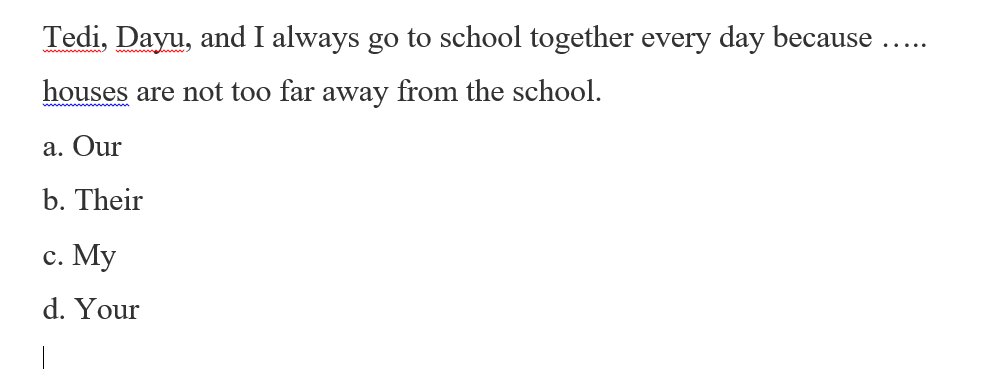 Tedi, Dayu, and I always go to school together every day because …..
houses are not too far away from the school.
a. Our
b. Their
c. My
d. Your